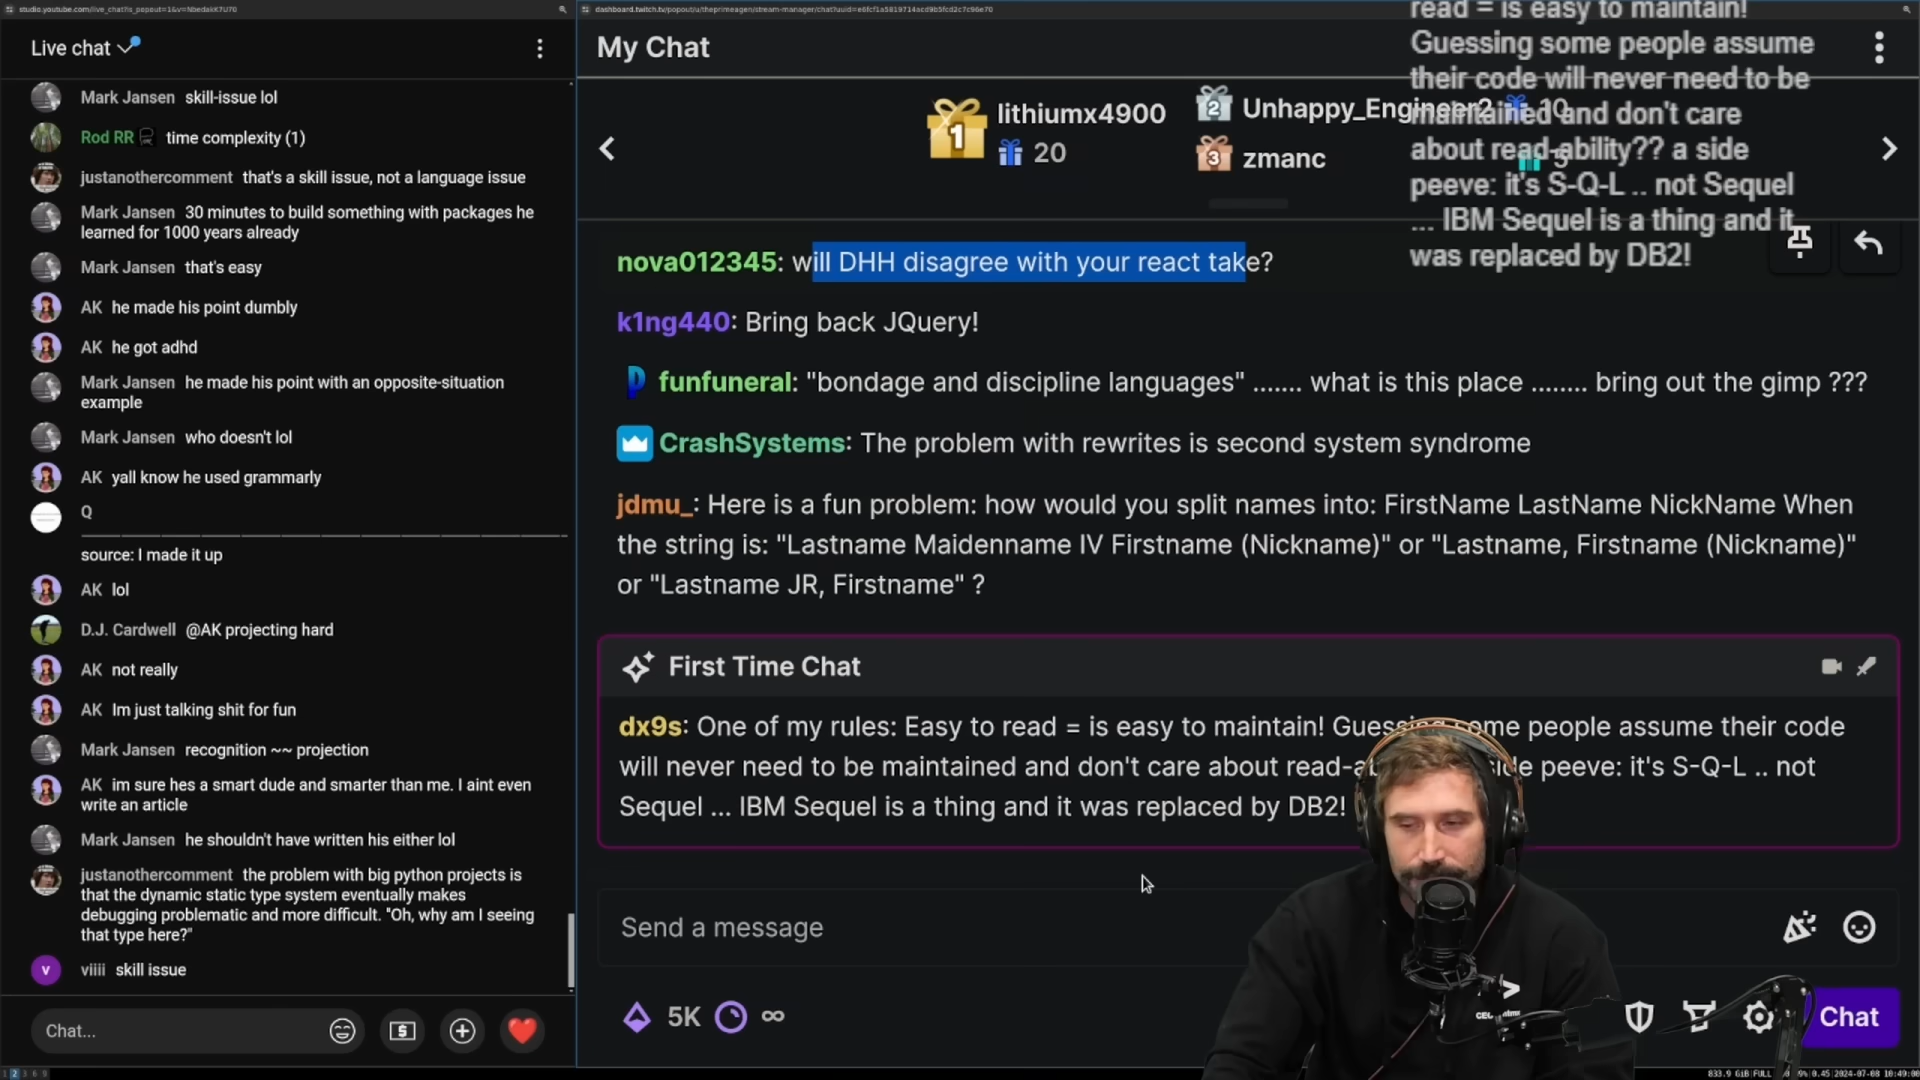 studio.youtube.com/live_chat?is_popout=1&v=NbedakK7U70
Live chat
Mark Jansen skill-issue lol
Rod RR time complexity (1)
justanothercomment that's a skill issue, not a language issue
Mark Jansen 30 minutes to build something with packages he
learned for 1000 years already
Mark Jansen that's easy
AK he made his point dumbly
AK he got adhd
Mark Jansen he made his point with an opposite-situation
example
Mark Jansen who doesn't lol
AK yall know he used grammarly
Q
source: I made it up
AK lol
D.J. Cardwell @AK projecting hard
AK not really
AK Im just talking shit for fun
Mark Jansen recognition ~~ projection
AK im sure hes a smart dude and smarter than me. I aint even
write an article
Mark Jansen he shouldn't have written his either lol
justanothercomment the problem with big python projects is
that the dynamic static type system eventually makes
debugging problematic and more difficult. "Oh, why am I seeing
that type here?"
v viiii skill issue
Chat...
My Chat
1 lithiumx4900
20
2 Unhappy_Engineer2 10
3 zmanc 5
read = is easy to maintain!
Guessing some people assume
their code will never need to be
maintained and don't care
about read-ability?? a side
peeve: it's S-Q-L .. not Sequel
... IBM Sequel is a thing and it
was replaced by DB2!
nova012345: will DHH disagree with your react take?
k1ng440: Bring back JQuery!
funfuneral: "bondage and discipline languages" ....... what is this place ........ bring out the gimp ???
CrashSystems: The problem with rewrites is second system syndrome
jdmu_: Here is a fun problem: how would you split names into: FirstName LastName NickName When
the string is: "Lastname Maidenname IV Firstname (Nickname)" or "Lastname, Firstname (Nickname)"
or "Lastname JR, Firstname" ?
First Time Chat
dx9s: One of my rules: Easy to read = is easy to maintain! Guessing some people assume their code
will never need to be maintained and don't care about read-ab side peeve: it's S-Q-L .. not
Sequel ... IBM Sequel is a thing and it was replaced by DB2!
Send a message
5K ∞
Chat
2024-07-08 10:49:00